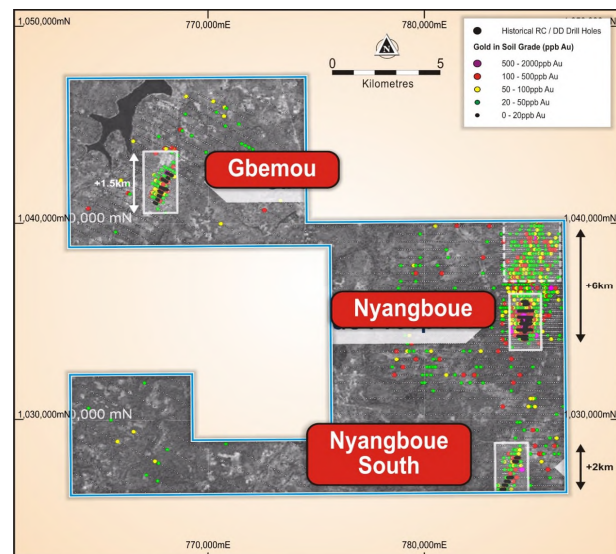 770,000mE
780,000mE
1,050,000mN
Historical RC / DD Drill Holes
Gold in Soil Grade (ppb Au)
500 - 2000ppb Au
100 - 500ppb Au
50 - 100ppb Au
20 - 50ppb Au
0 - 20ppb Au
0
5
Kilometres
Gbemou
+1.5km
1,040,000mN
0,000 mN
1,040,000mN
+6km
Nyangboue
1,030,000mN
0,000 mN
1,030,000mN
Nyangboue
South
+2km
770,000mE
780,000mE